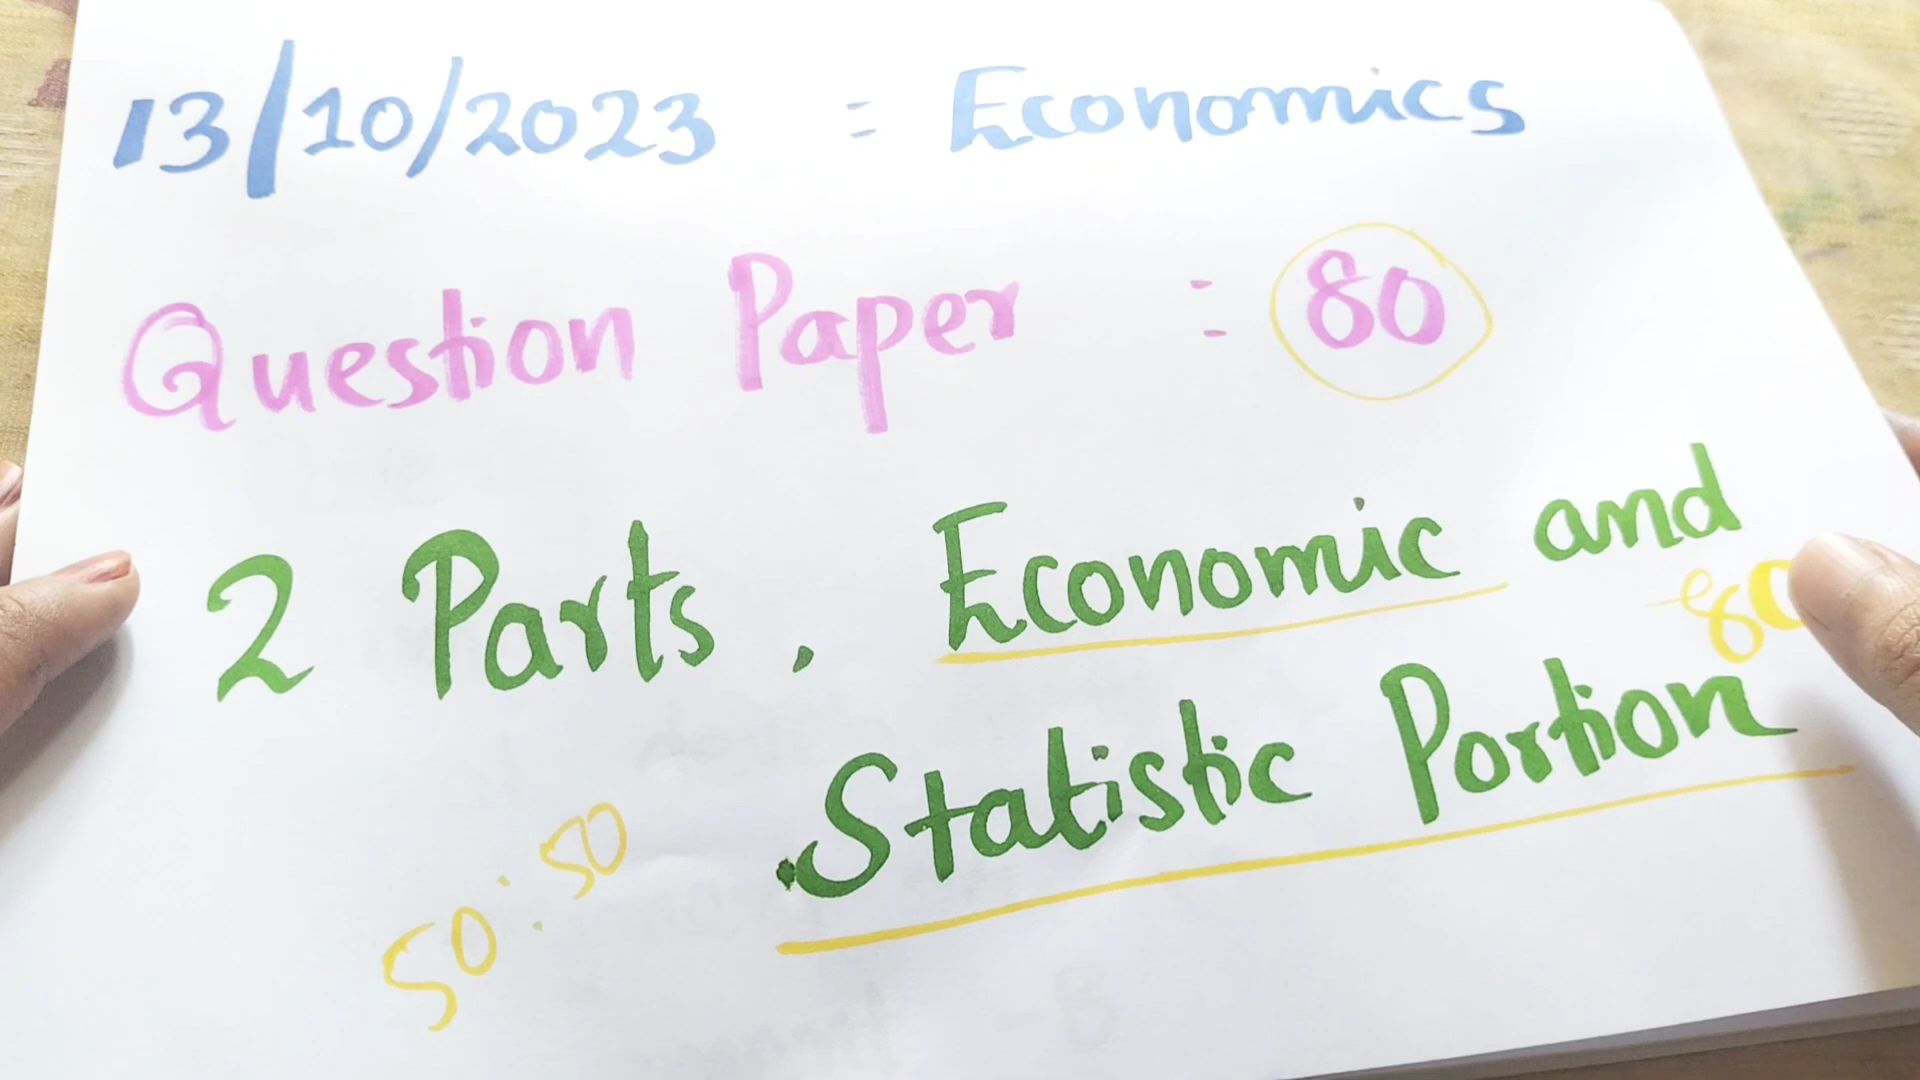 13/10/2023 = Economics
Question Paper : 80
2 Parts, Economic and
80
Statistic Portion
50:50